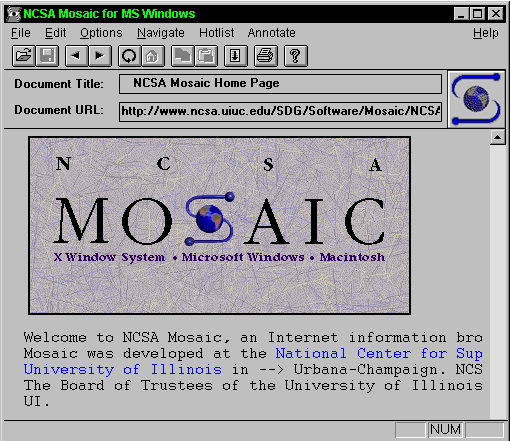 NCSA Mosaic for MS Windows
File Edit Options Navigate Hotlist Annotate Help
Document Title: NCSA Mosaic Home Page
Document URL: http://www.ncsa.uiuc.edu/SDG/Software/Mosaic/NCSA
N C S A
MOSAIC
X Window System • Microsoft Windows • Macintosh
Welcome to NCSA Mosaic, an Internet information bro
Mosaic was developed at the National Center for Sup
University of Illinois in --> Urbana-Champaign. NCS
The Board of Trustees of the University of Illinois
UI.
NUM